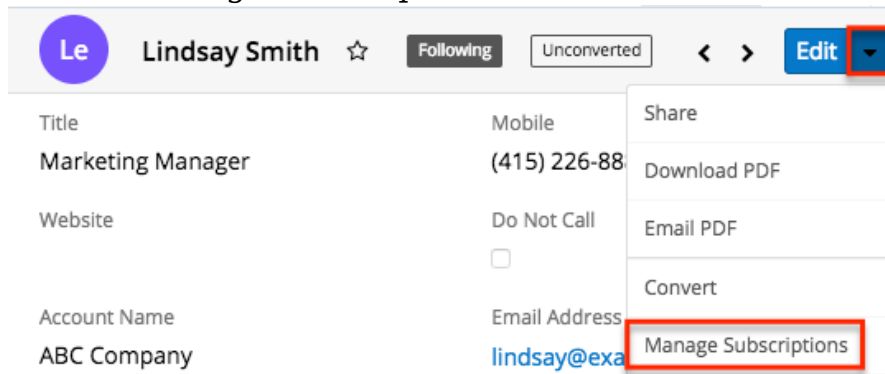 Le Lindsay Smith Following Unconverted Edit
Title Mobile Share
Marketing Manager (415) 226-88 Download PDF
Website Do Not Call Email PDF
Convert
Account Name Email Address
ABC Company lindsay@exa Manage Subscriptions